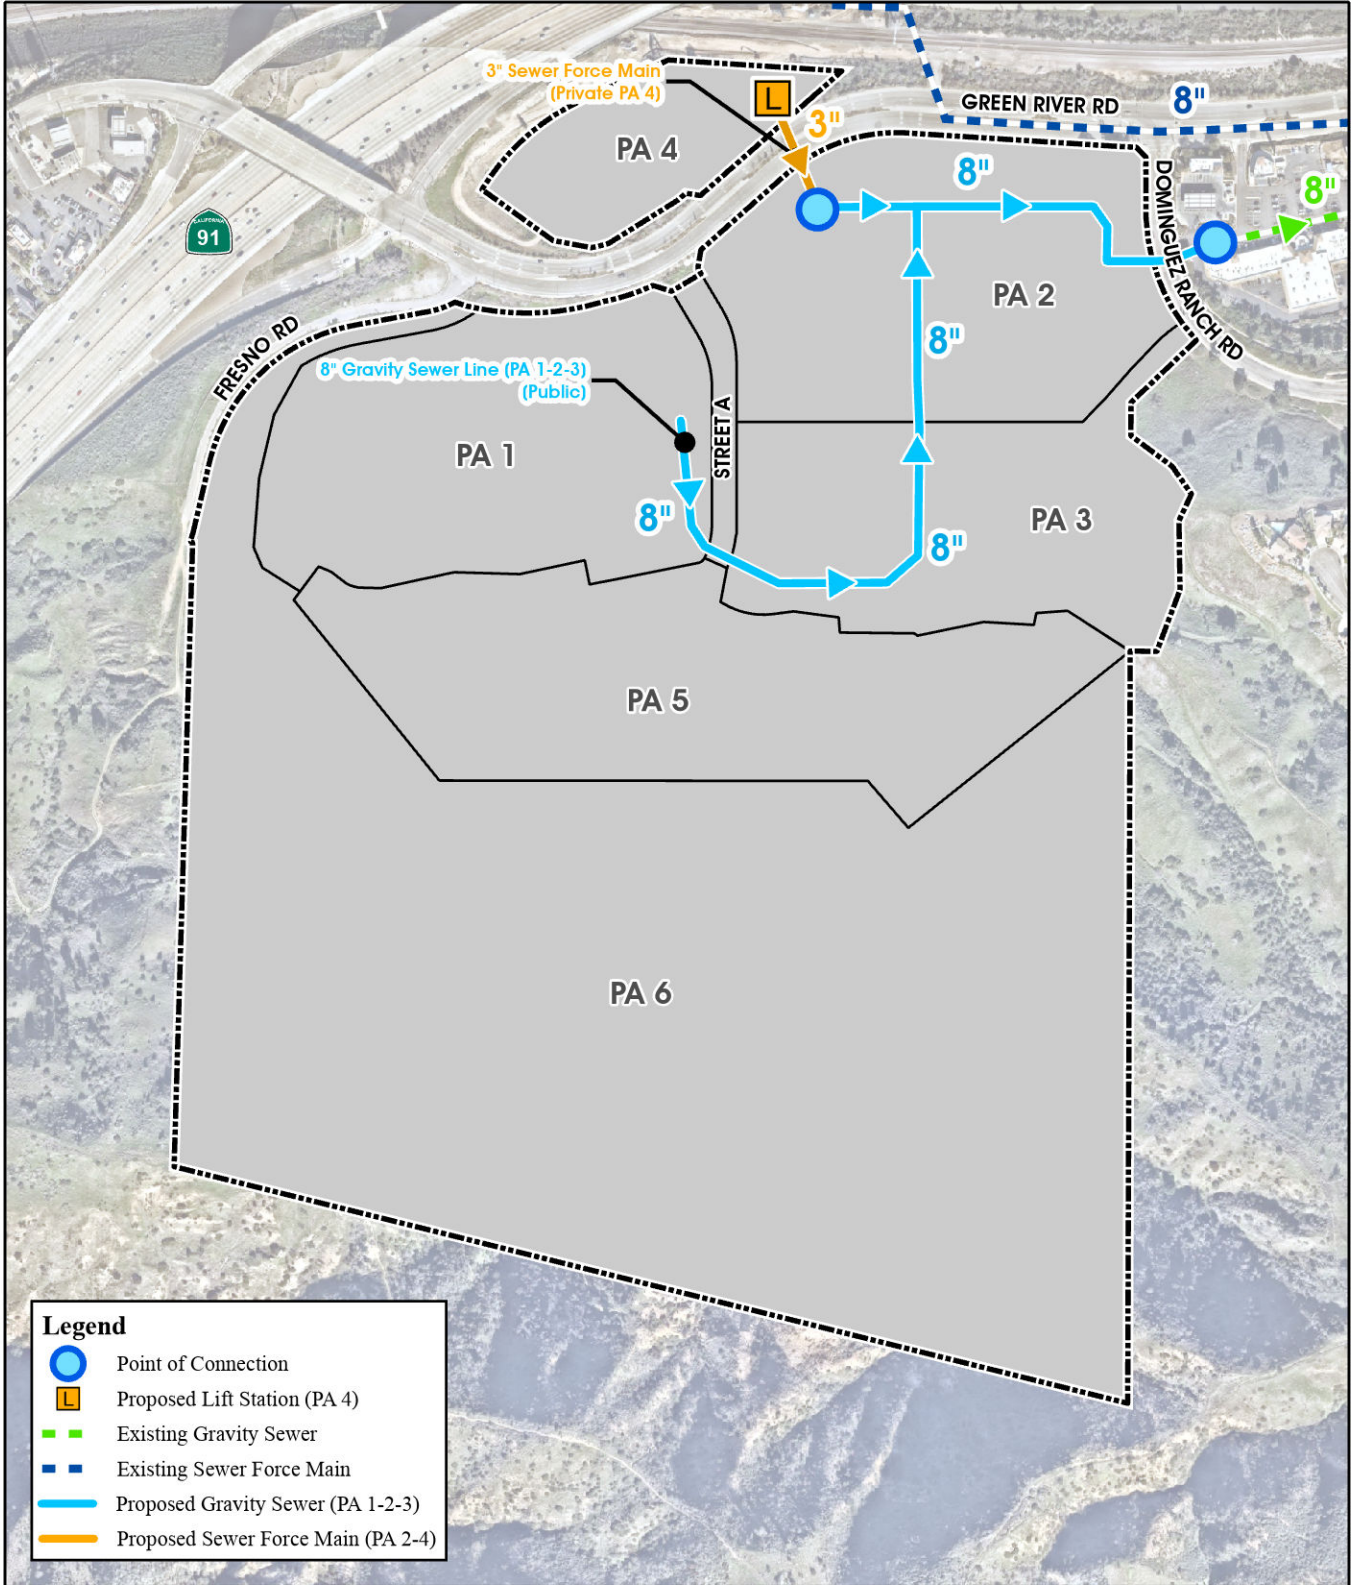 3" Sewer Force Main
(Private PA 4)
L
3"
GREEN RIVER RD
8"
PA 4
8"
DOMINGUEZ RANCH RD
8"
CALIFORNIA
91
PA 2
FRESNO RD
8"
8" Gravity Sewer Line (PA 1-2-3)
(Public)
STREET A
PA 1
8"
PA 3
8"
PA 5
PA 6
Legend
Point of Connection
L
Proposed Lift Station (PA 4)
Existing Gravity Sewer
Existing Sewer Force Main
Proposed Gravity Sewer (PA 1-2-3)
Proposed Sewer Force Main (PA 2-4)